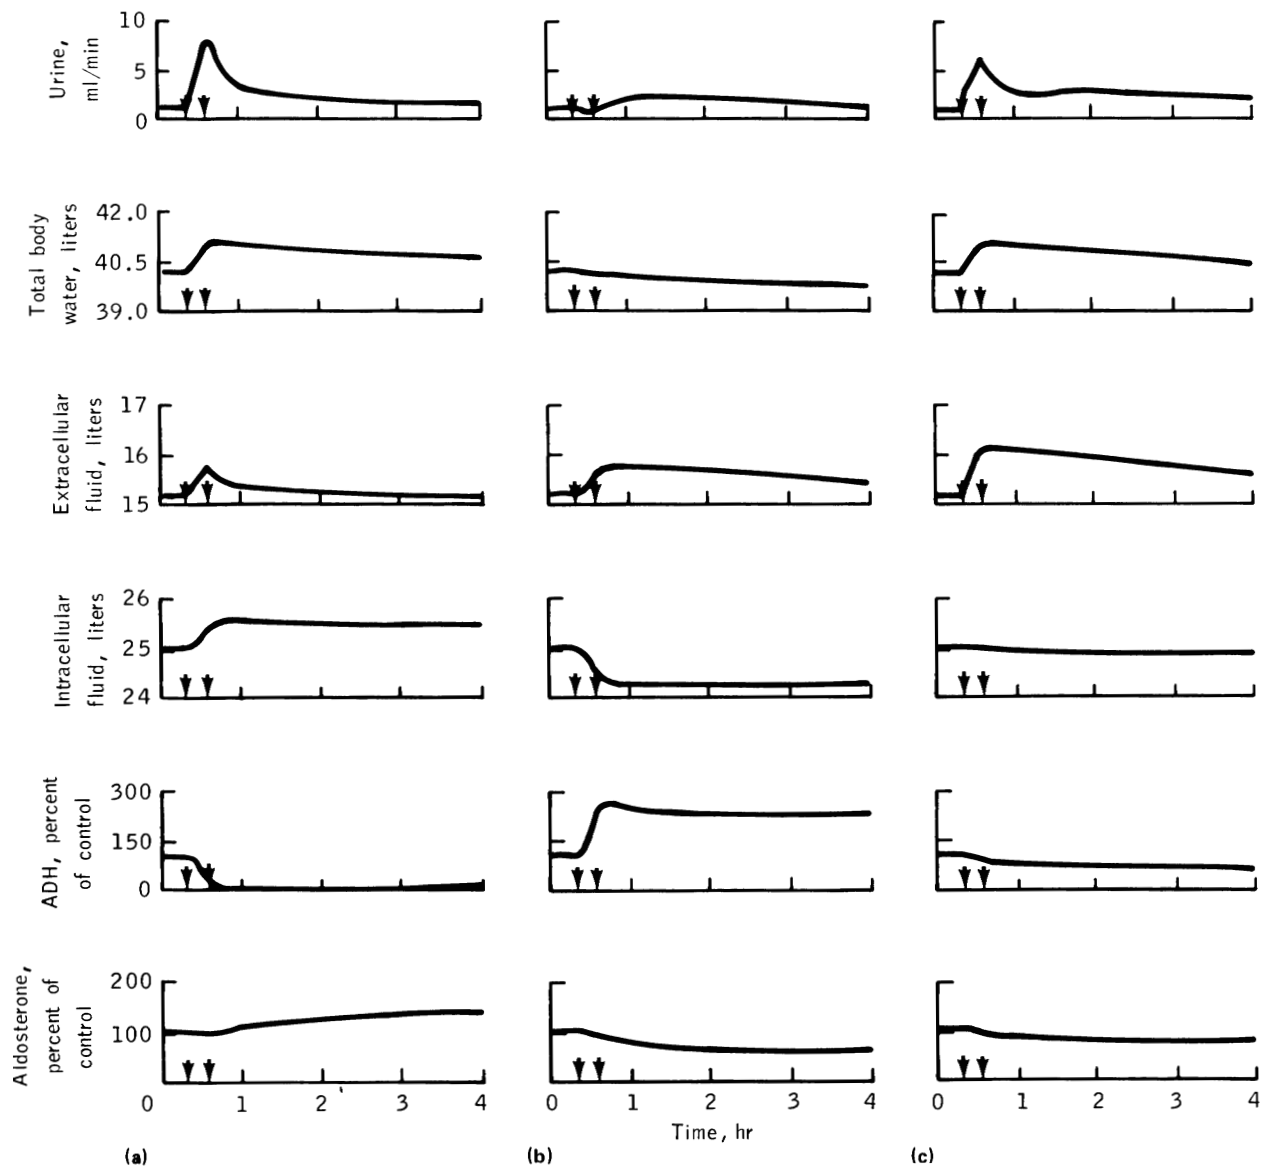 Urine,
ml/min
10
5
0
Total body
water, liters
42.0
40.5
39.0
Extracellular
fluid, liters
17
16
15
Intracellular
fluid, liters
26
25
24
ADH, percent
of control
300
150
0
Aldosterone,
percent of
control
200
100
0 1 2 3 4
0 1 2 3 4
0 1 2 3 4
Time, hr
(a)
(b)
(c)